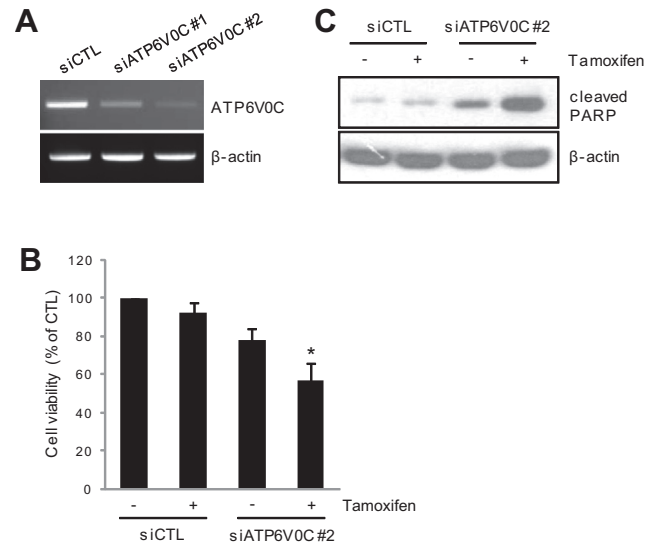 A
siCTL siATP6V0C#1 siATP6V0C#2
ATP6V0C
β-actin
C
siCTL siATP6V0C#2
- + - + Tamoxifen
cleaved
PARP
β-actin
B
Cell viability (% of CTL)
120
100
80
60
40
20
0
*
- + - + Tamoxifen
siCTL siATP6V0C#2